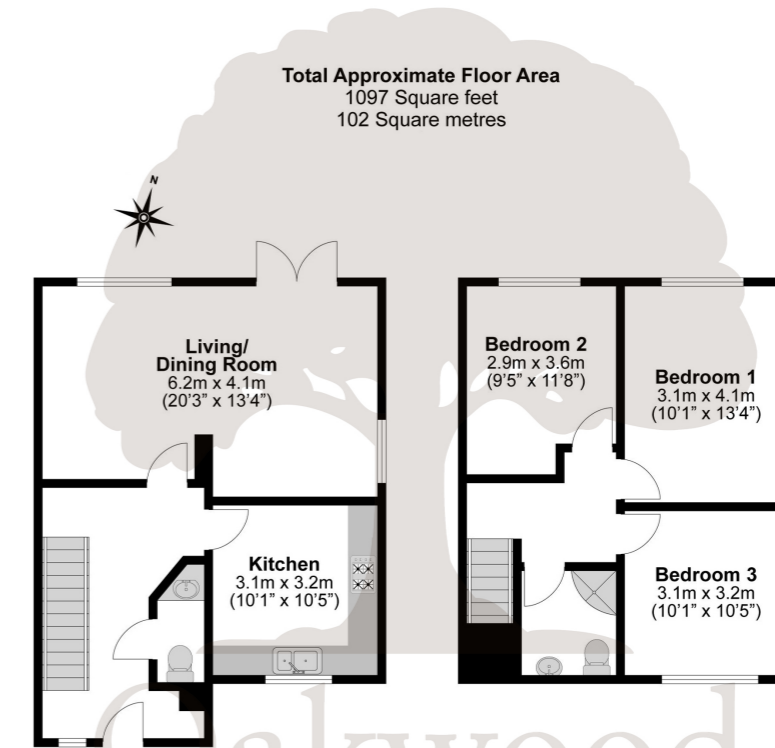 Total Approximate Floor Area
1097 Square feet
102 Square metres
N
Living/
Dining Room
6.2m x 4.1m
(20'3" x 13'4")
Kitchen
3.1m x 3.2m
(10'1" x 10'5")
Bedroom 2
2.9m x 3.6m
(9'5" x 11'8")
Bedroom 1
3.1m x 4.1m
(10'1" x 13'4")
Bedroom 3
3.1m x 3.2m
(10'1" x 10'5")
Oakwood